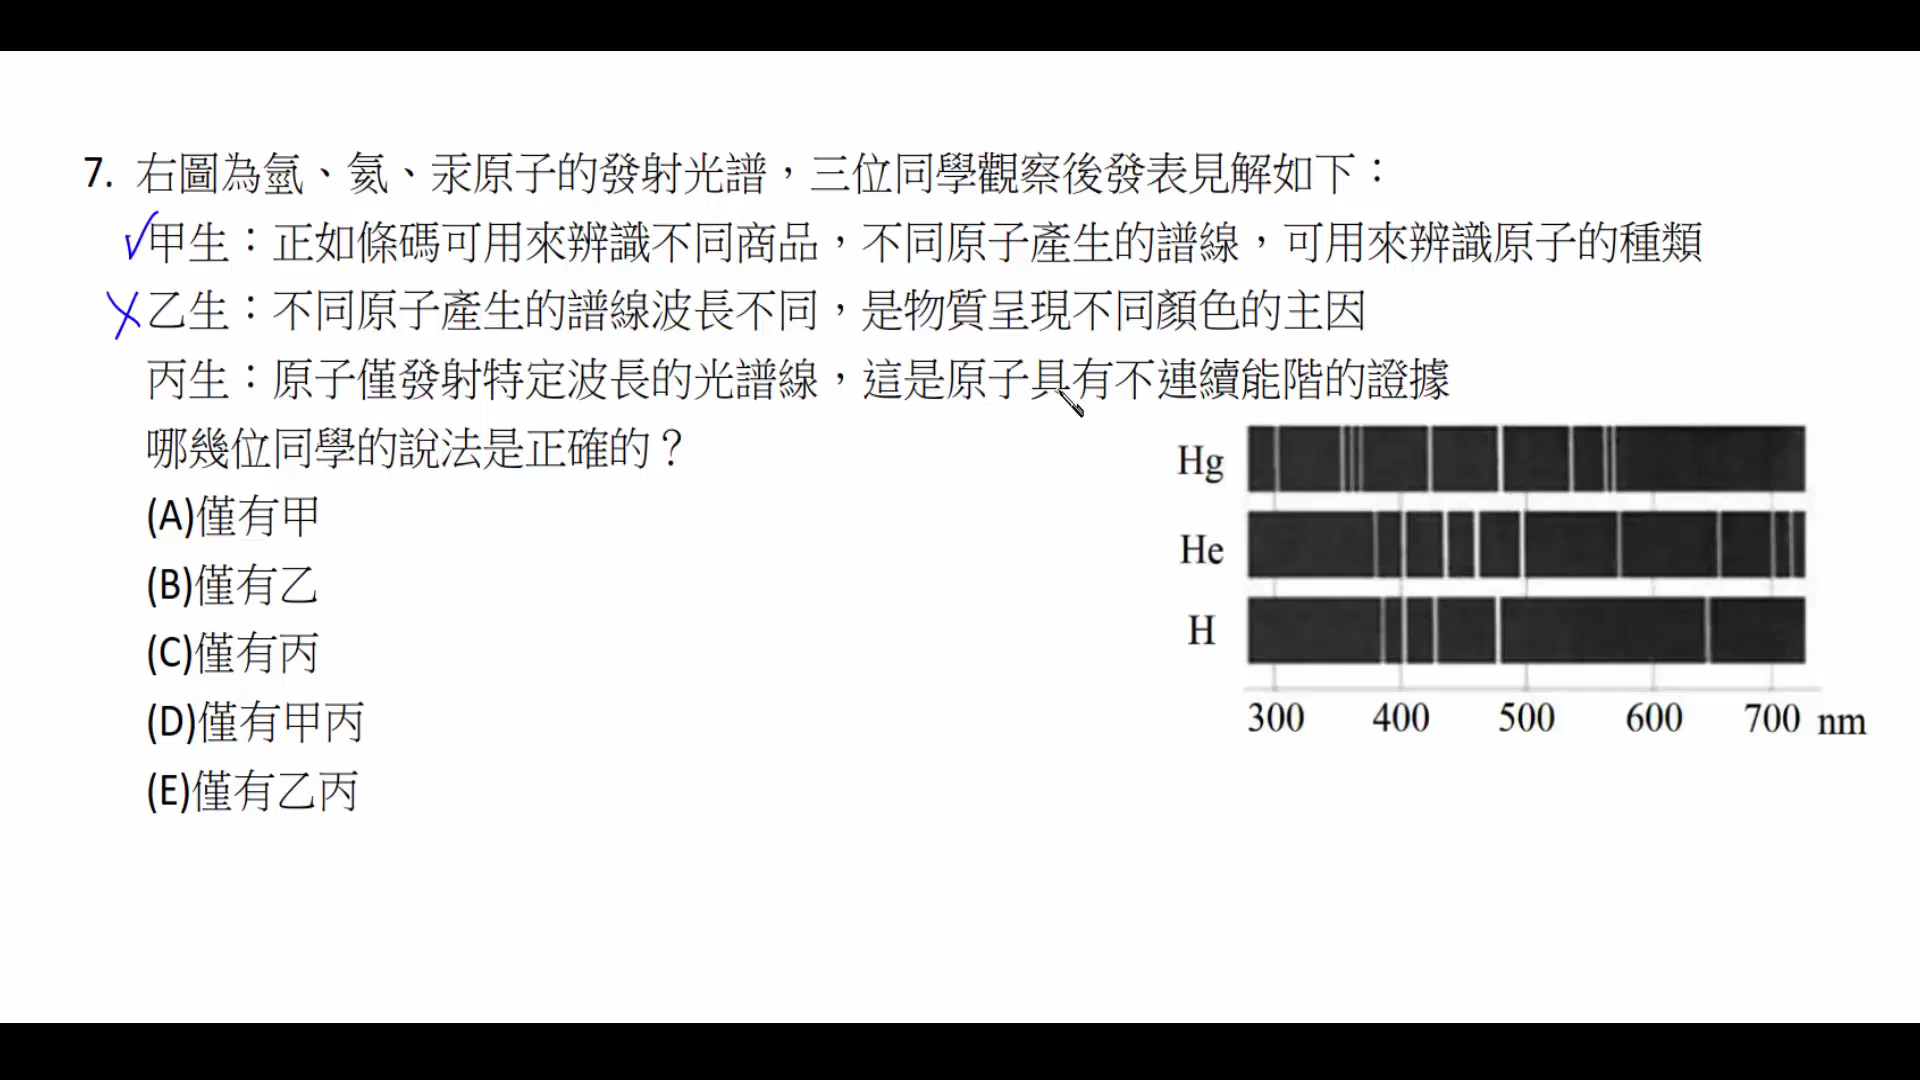 7. 右圖為氫、氦、汞原子的發射光譜，三位同學觀察後發表見解如下：
甲生：正如條碼可用來辨識不同商品，不同原子產生的譜線，可用來辨識原子的種類
乙生：不同原子產生的譜線波長不同，是物質呈現不同顏色的主因
丙生：原子僅發射特定波長的光譜線，這是原子具有不連續能階的證據
哪幾位同學的說法是正確的？
(A)僅有甲
(B)僅有乙
(C)僅有丙
(D)僅有甲丙
(E)僅有乙丙
Hg
He
H
300 400 500 600 700 nm